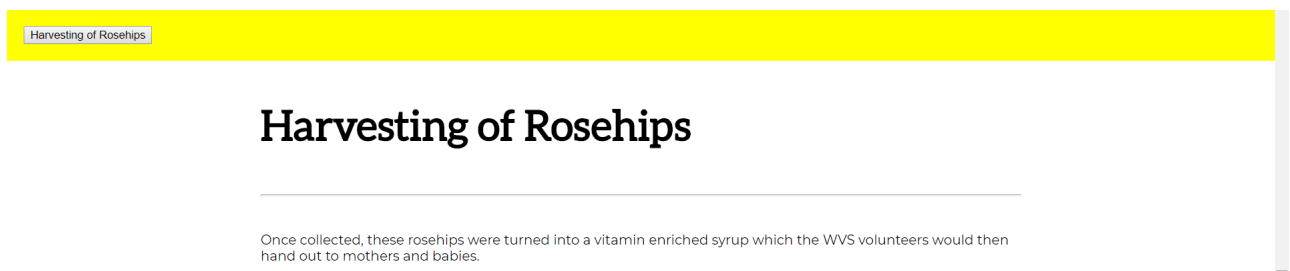 Harvesting of Rosehips
Harvesting of Rosehips
Once collected, these rosehips were turned into a vitamin enriched syrup which the WVS volunteers would then
hand out to mothers and babies.